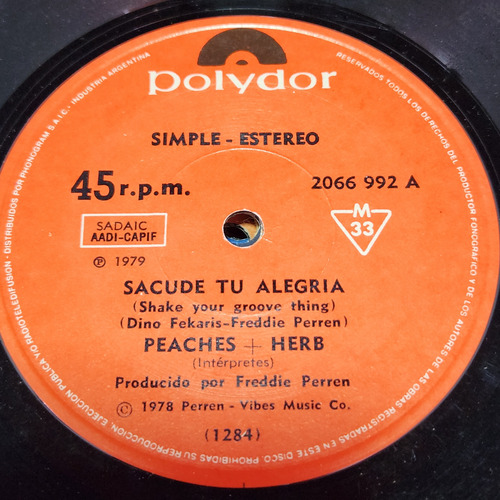 polydor
SIMPLE - ESTEREO
45 r.p.m.
2066 992 A
SADAIC
AADI-CAPIF
M
33
℗ 1979
SACUDE TU ALEGRIA
(Shake your groove thing)
(Dino Fekaris-Freddie Perren)
PEACHES + HERB
(Intérpretes)
Producido por Freddie Perren
© 1978 Perren - Vibes Music Co.
(1284)
DISTRIBUIDOS POR PHONOGRAM S.A.I.C. - INDUSTRIA ARGENTINA
RESERVADOS TODOS LOS DERECHOS DEL PRODUCTOR FONOGRAFICO Y DE LOS AUTORES DE LAS OBRAS REGISTRADAS EN ESTE DISCO. PROHIBIDAS SU REPRODUCCION, EJECUCION PUBLICA Y/O RADIOTELEDIFUSION -